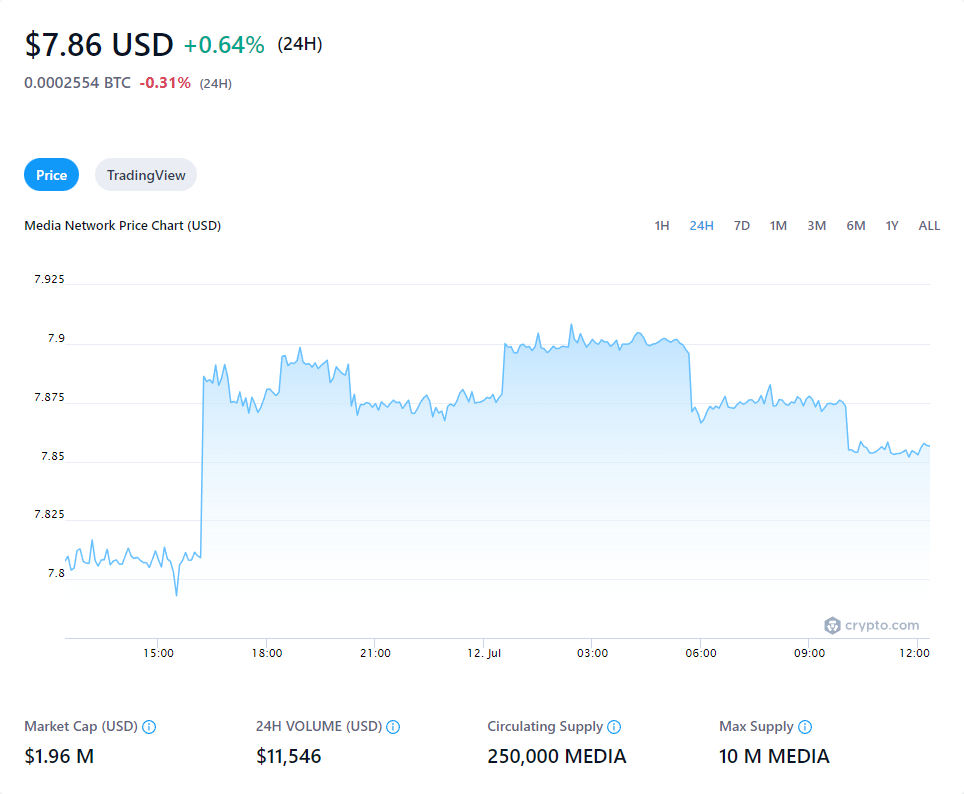 $7.86 USD +0.64% (24H)
0.0002554 BTC -0.31% (24H)
Price TradingView
Media Network Price Chart (USD) 1H 24H 7D 1M 3M 6M 1Y ALL
7.925
7.9
7.875
7.85
7.825
7.8
crypto.com
15:00 18:00 21:00 12. Jul 03:00 06:00 09:00 12:00
Market Cap (USD) 24H VOLUME (USD) Circulating Supply Max Supply
$1.96 M $11,546 250,000 MEDIA 10 M MEDIA